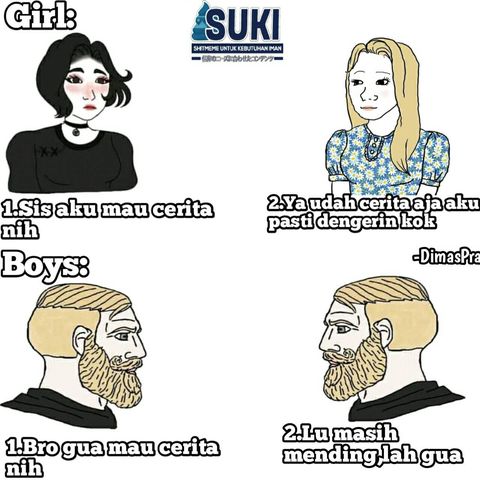 Girl:
SUKI
SHITMEME UNTUK KEBUTUHAN IMAN
1.Sis aku mau cerita
nih
2.Ya udah cerita aja aku
pasti dengerin kok
Boys:
-DimasPra
1.Bro gua mau cerita
nih
2.Lu masih
mending,lah gua